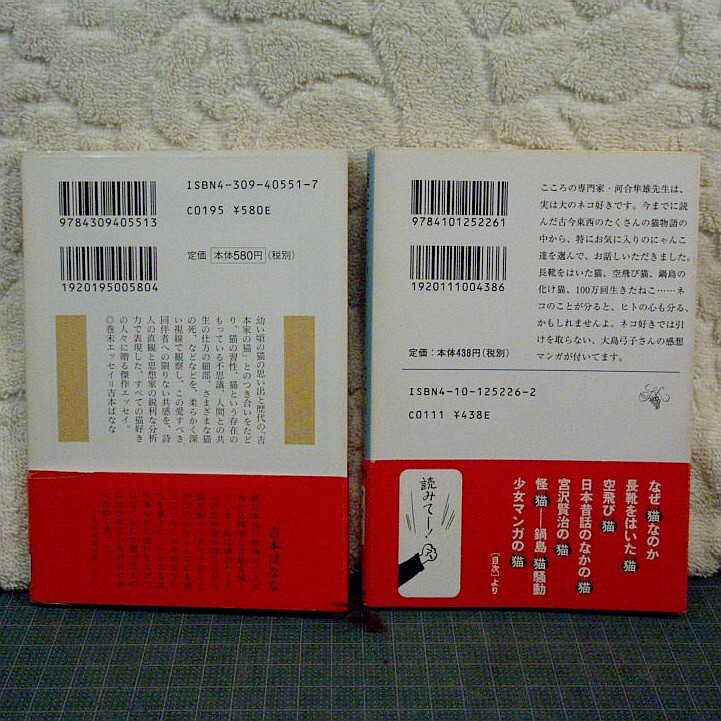 ISBN4-309-40551-7
9784309405513
C0195 ¥580E
定価 本体580円(税別)
1920195005804
幼い頃の猫の思い出と歴代の「吉
本家の猫」とのつき合いをたど
り、猫の習性、猫という存在の
もっている不思議、人間との共
生の仕方の細部、さまざまな猫
の死、などなどを、柔らかく深
い視線で観察し、この愛すべき
同伴者への限りない共感を、詩
人の直観と思想家の鋭利な分析
力で表現した、すべての猫好き
の人々に贈る傑作エッセイ。
◎巻末エッセイ=吉本ばなな
吉本ばなな
9784101252261
1920111004386
こころの専門家・河合隼雄先生は、
実は大のネコ好きです。今までに読
んだ古今東西のたくさんの猫物語の
中から、特にお気に入りのにゃんこ
達を選んで、お話しいただきました。
長靴をはいた猫、空飛び猫、鍋島の
化け猫、100万回生きたねこ……ネ
コのことが分ると、ヒトの心も分る、
かもしれませんよ。ネコ好きでは引
けを取らない、大島弓子さんの感想
マンガが付いてます。
定価:本体438円(税別)
ISBN4-10-125226-2
C0111 ¥438E
なぜ猫なのか
長靴をはいた猫
空飛び猫
日本昔話のなかの猫
宮沢賢治の猫
怪猫──鍋島猫騒動
少女マンガの猫
[目次]より
読みてー!